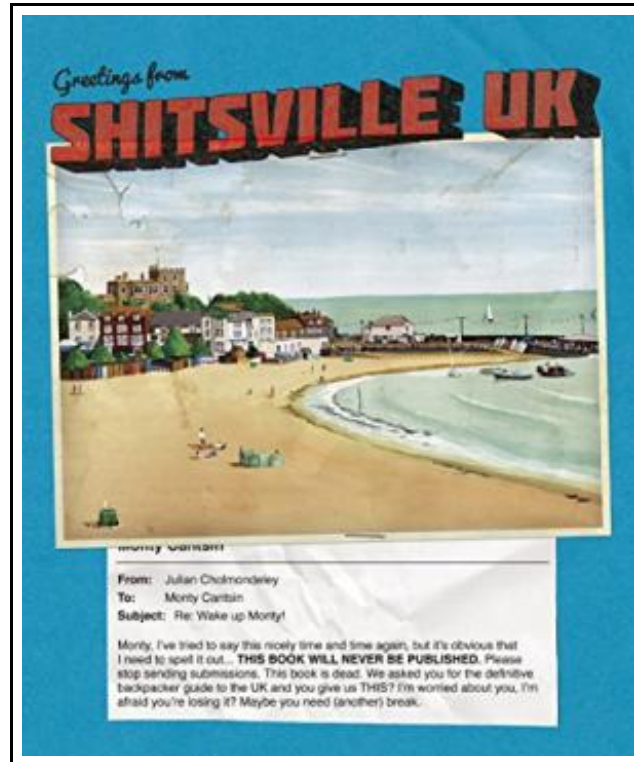 Greetings from
SHITSVILLE UK
Monty Cantsin
From: Julian Cholmondeley
To: Monty Cantsin
Subject: Re: Wake up Monty!
Monty, I've tried to say this nicely time and time again, but it's obvious that
I need to spell it out... THIS BOOK WILL NEVER BE PUBLISHED. Please
stop sending submissions. This book is dead. We asked you for the definitive
backpacker guide to the UK and you give us THIS? I'm worried about you, I'm
afraid you're losing it? Maybe you need (another) break.